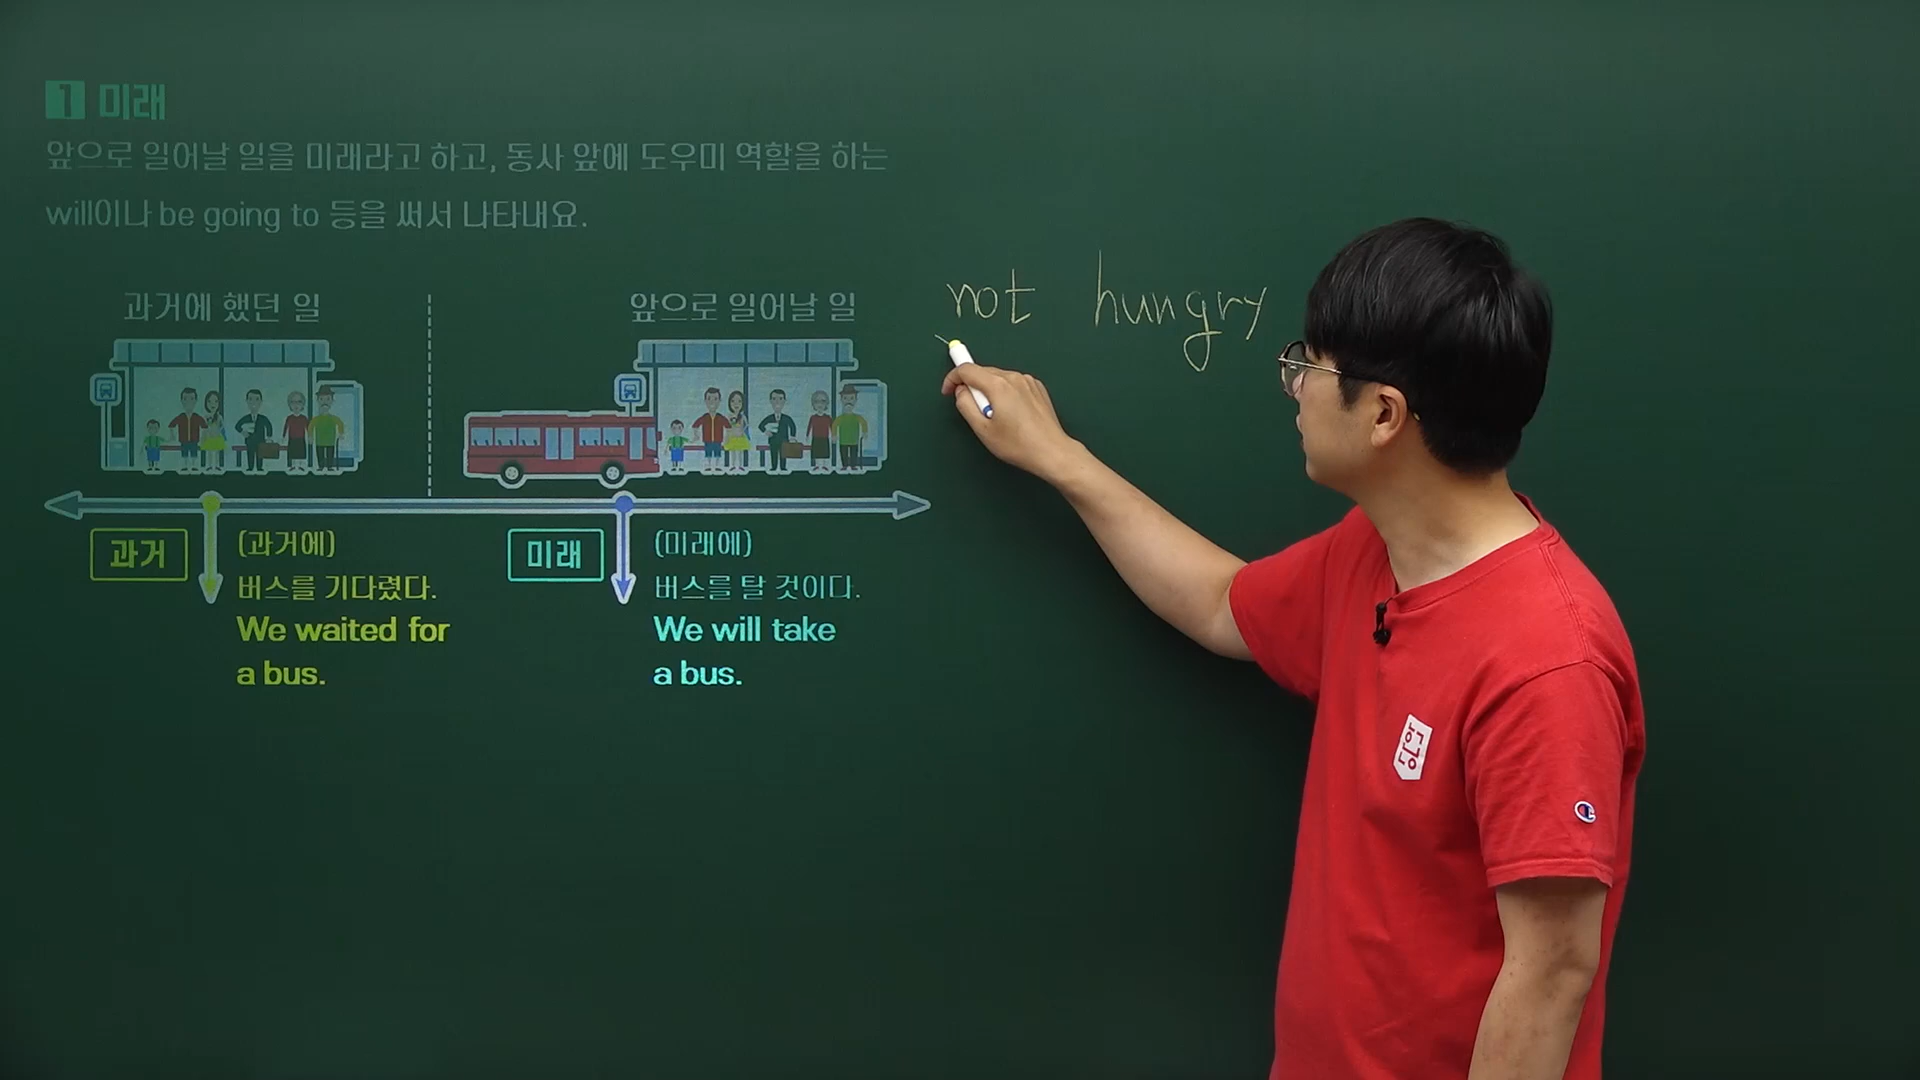 1 미래
앞으로 일어날 일을 미래라고 하고, 동사 앞에 도우미 역할을 하는
will이나 be going to 등을 써서 나타내요.
과거에 했던 일
앞으로 일어날 일
not hungry
과거
(과거에)
버스를 기다렸다.
We waited for
a bus.
미래
(미래에)
버스를 탈 것이다.
We will take
a bus.